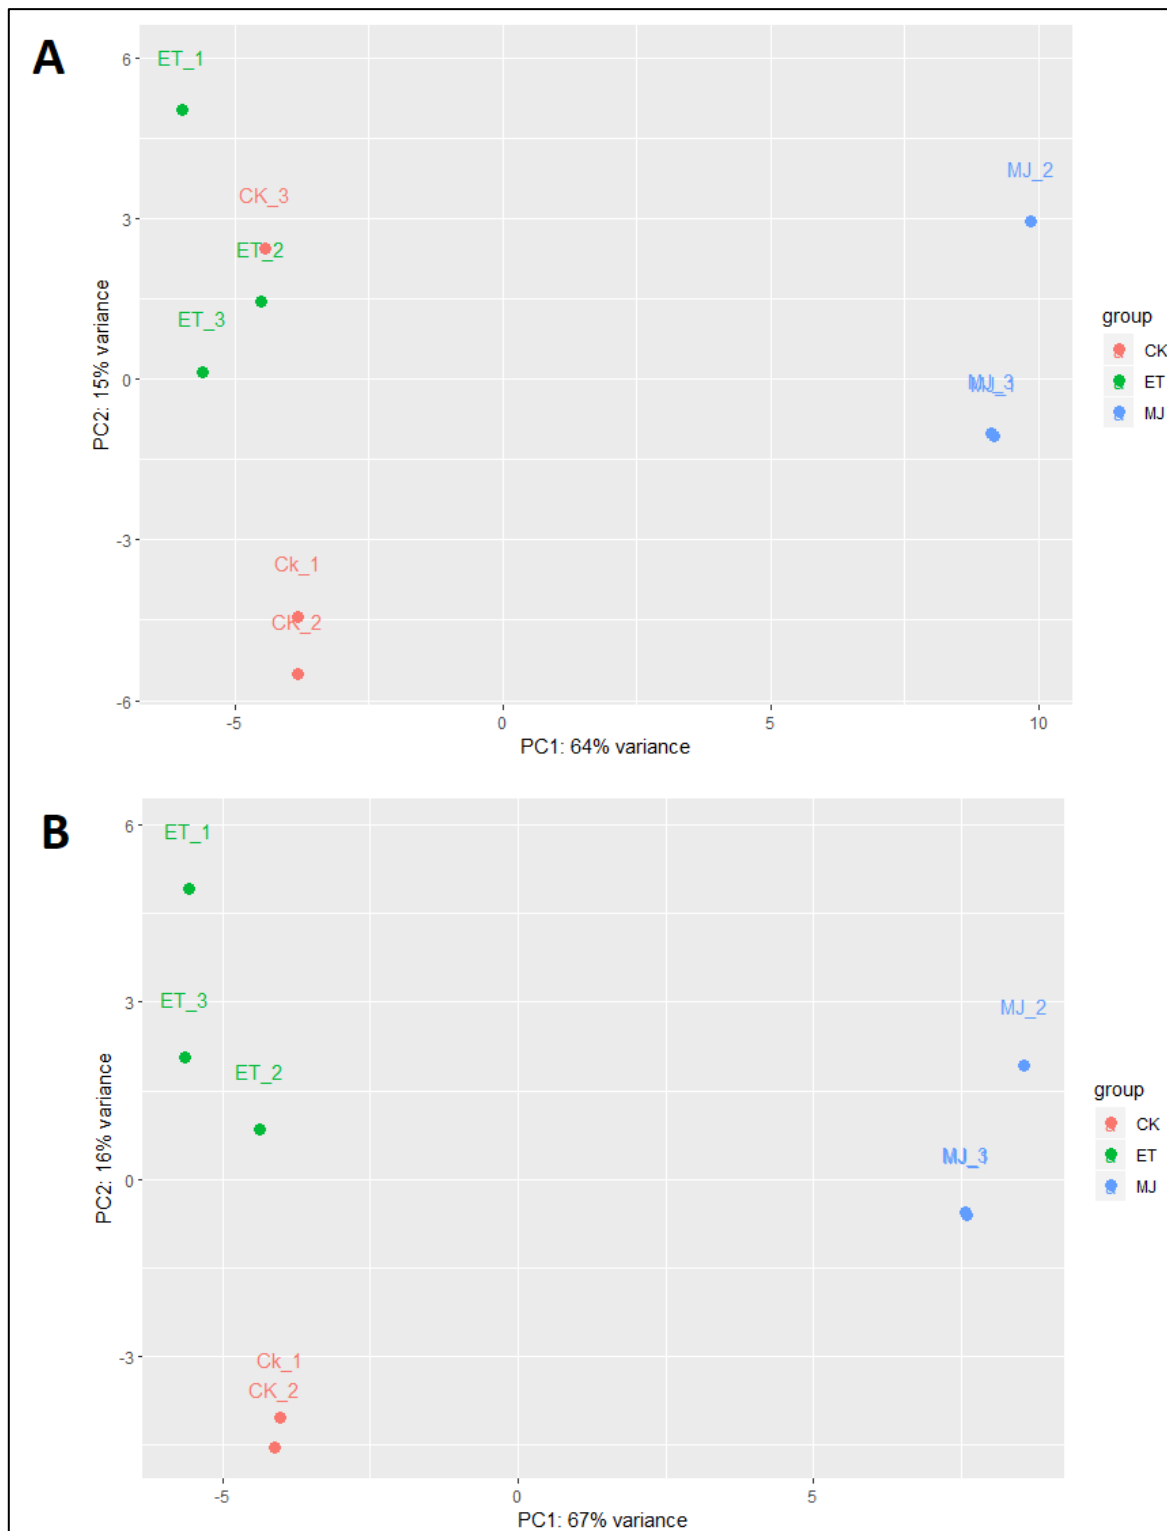 A
6
3
0
-3
-6
ET_1
CK_3
ET_2
ET_3
Ck_1
CK_2
MJ_2
MJ_3
MJ_1
-5
0
5
10
PC1: 64% variance
PC2: 15% variance
group
CK
ET
MJ
B
6
3
0
-3
ET_1
ET_3
ET_2
Ck_1
CK_2
MJ_2
MJ_3
-5
0
5
PC1: 67% variance
PC2: 16% variance
group
CK
ET
MJ